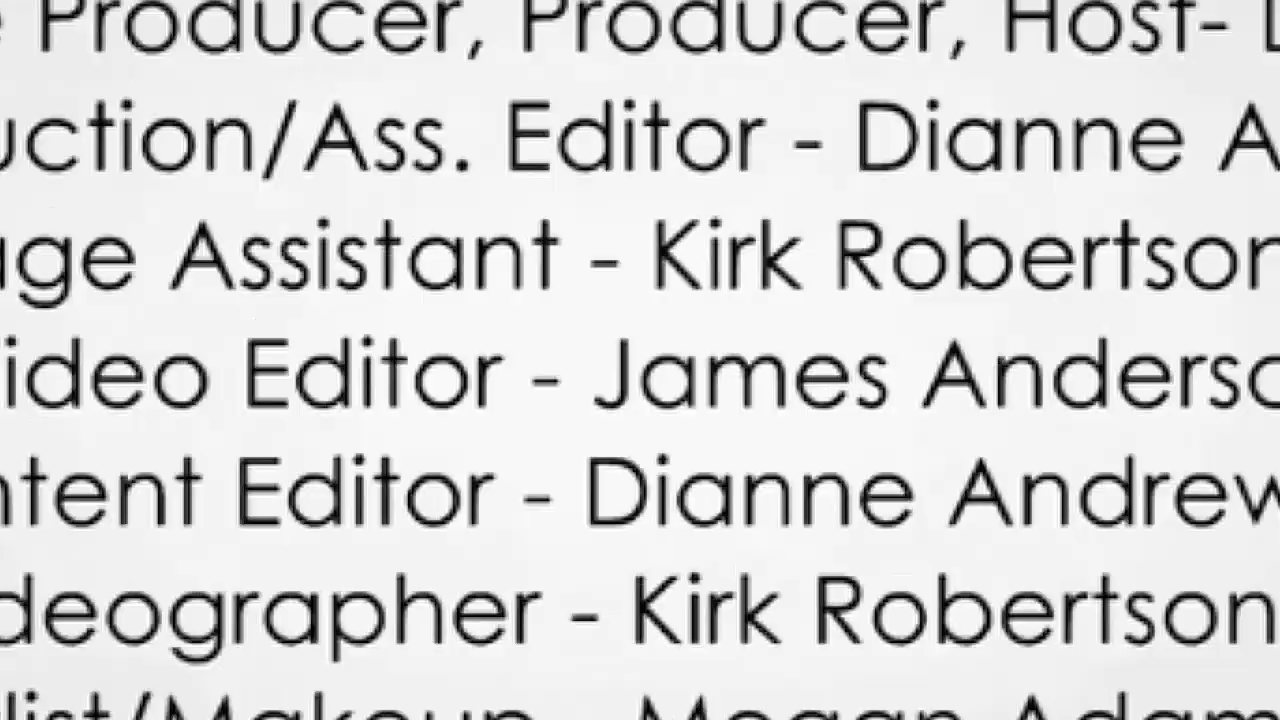 Producer, Producer, Host-
uction/Ass. Editor - Dianne A
age Assistant - Kirk Robertson
ideo Editor - James Anderso
ntent Editor - Dianne Andrew
deographer - Kirk Robertson
list/Makeup - Megan Adam